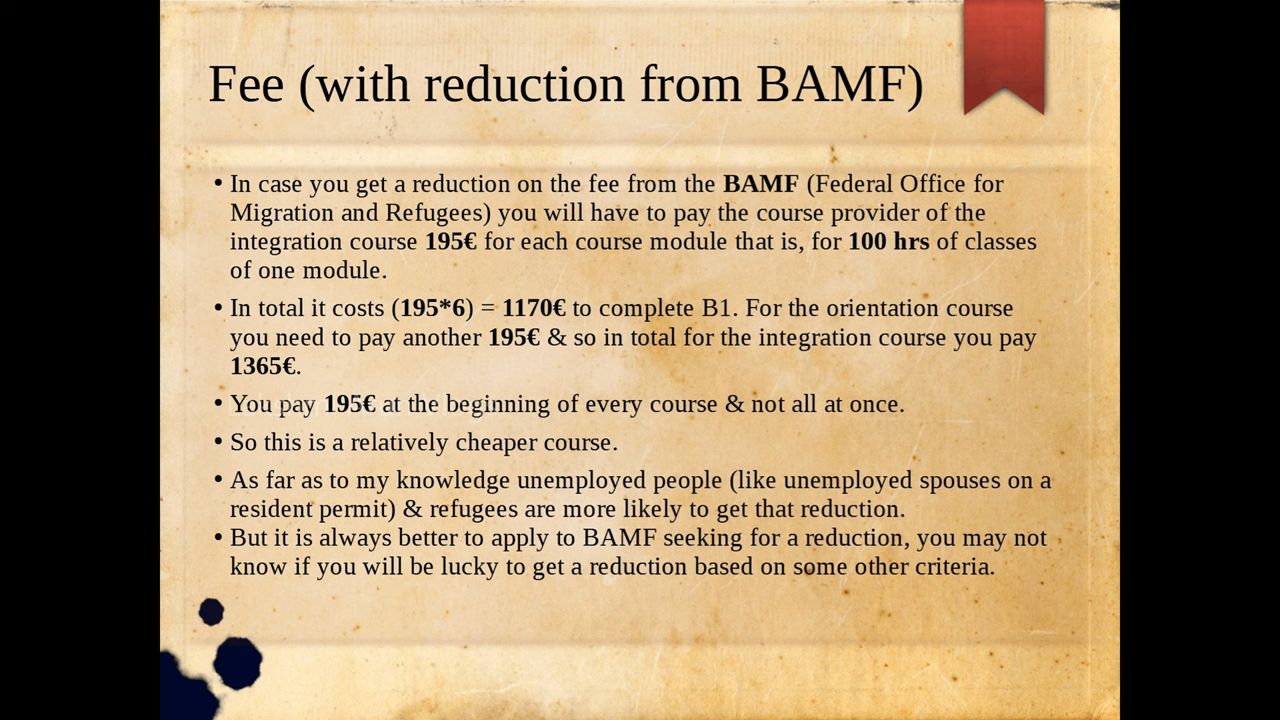 Fee (with reduction from BAMF)
• In case you get a reduction on the fee from the BAMF (Federal Office for
Migration and Refugees) you will have to pay the course provider of the
integration course 195€ for each course module that is, for 100 hrs of classes
of one module.
• In total it costs (195*6) = 1170€ to complete B1. For the orientation course
you need to pay another 195€ & so in total for the integration course you pay
1365€.
• You pay 195€ at the beginning of every course & not all at once.
• So this is a relatively cheaper course.
• As far as to my knowledge unemployed people (like unemployed spouses on a
resident permit) & refugees are more likely to get that reduction.
• But it is always better to apply to BAMF seeking for a reduction, you may not
know if you will be lucky to get a reduction based on some other criteria.